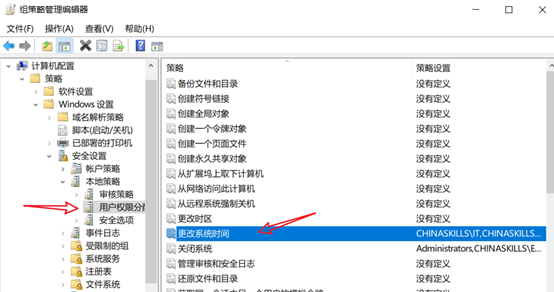 组策略管理编辑器
文件(F) 操作(A) 查看(V) 帮助(H)
计算机配置
策略
软件设置
Windows 设置
域名解析策略
脚本(启动/关机)
已部署的打印机
安全设置
帐户策略
本地策略
审核策略
用户权限分配
安全选项
事件日志
受限制的组
系统服务
注册表
文件系统
策略 策略设置
备份文件和目录 没有定义
创建符号链接 没有定义
创建全局对象 没有定义
创建一个令牌对象 没有定义
创建一个页面文件 没有定义
创建永久共享对象 没有定义
从扩展坞上取下计算机 没有定义
从网络访问此计算机 没有定义
从远程系统强制关机 没有定义
更改时区 没有定义
更改系统时间 CHINASKILLS\IT,CHINASKILLS...
关闭系统 Administrators,CHINASKILLS\E...
管理审核和安全日志 没有定义
还原文件和目录 没有定义